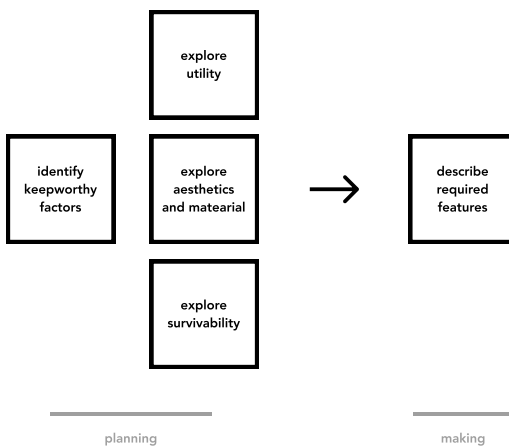 explore
utility
identify
keepworthy
factors
explore
aesthetics
and matearial
describe
required
features
explore
survivability
planning
making